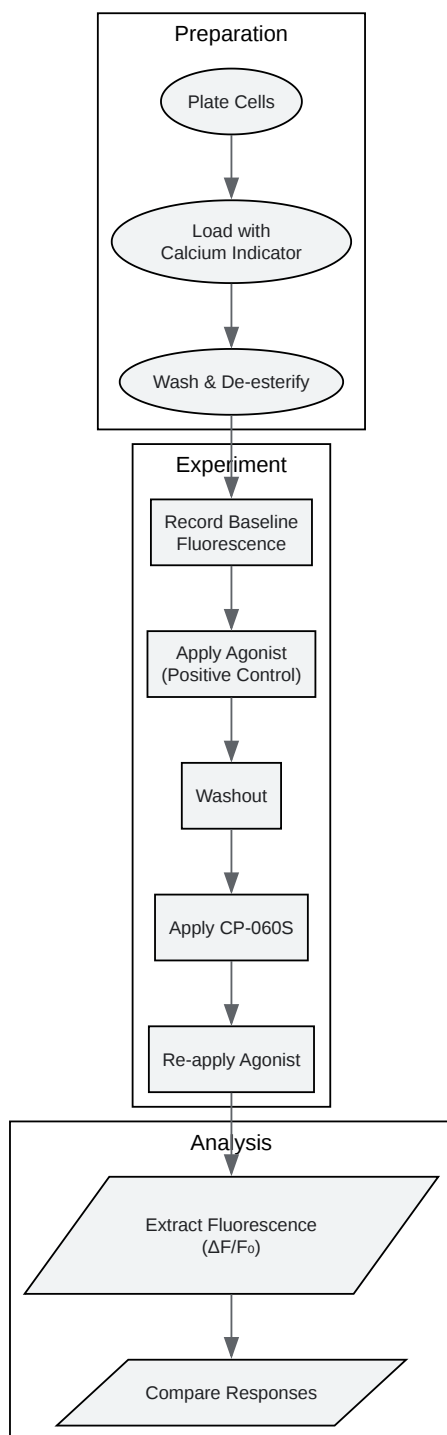 Preparation
Plate Cells
Load with
Calcium Indicator
Wash & De-esterify
Experiment
Record Baseline
Fluorescence
Apply Agonist
(Positive Control)
Washout
Apply CP-060S
Re-apply Agonist
Analysis
Extract Fluorescence
(ΔF/F₀)
Compare Responses